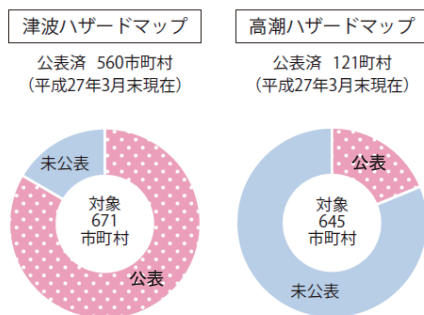 津波ハザードマップ
公表済 560市町村
（平成27年3月末現在）
未公表
対象
671
市町村
公表
高潮ハザードマップ
公表済 121市町村
（平成27年3月末現在）
公表
対象
645
市町村
未公表